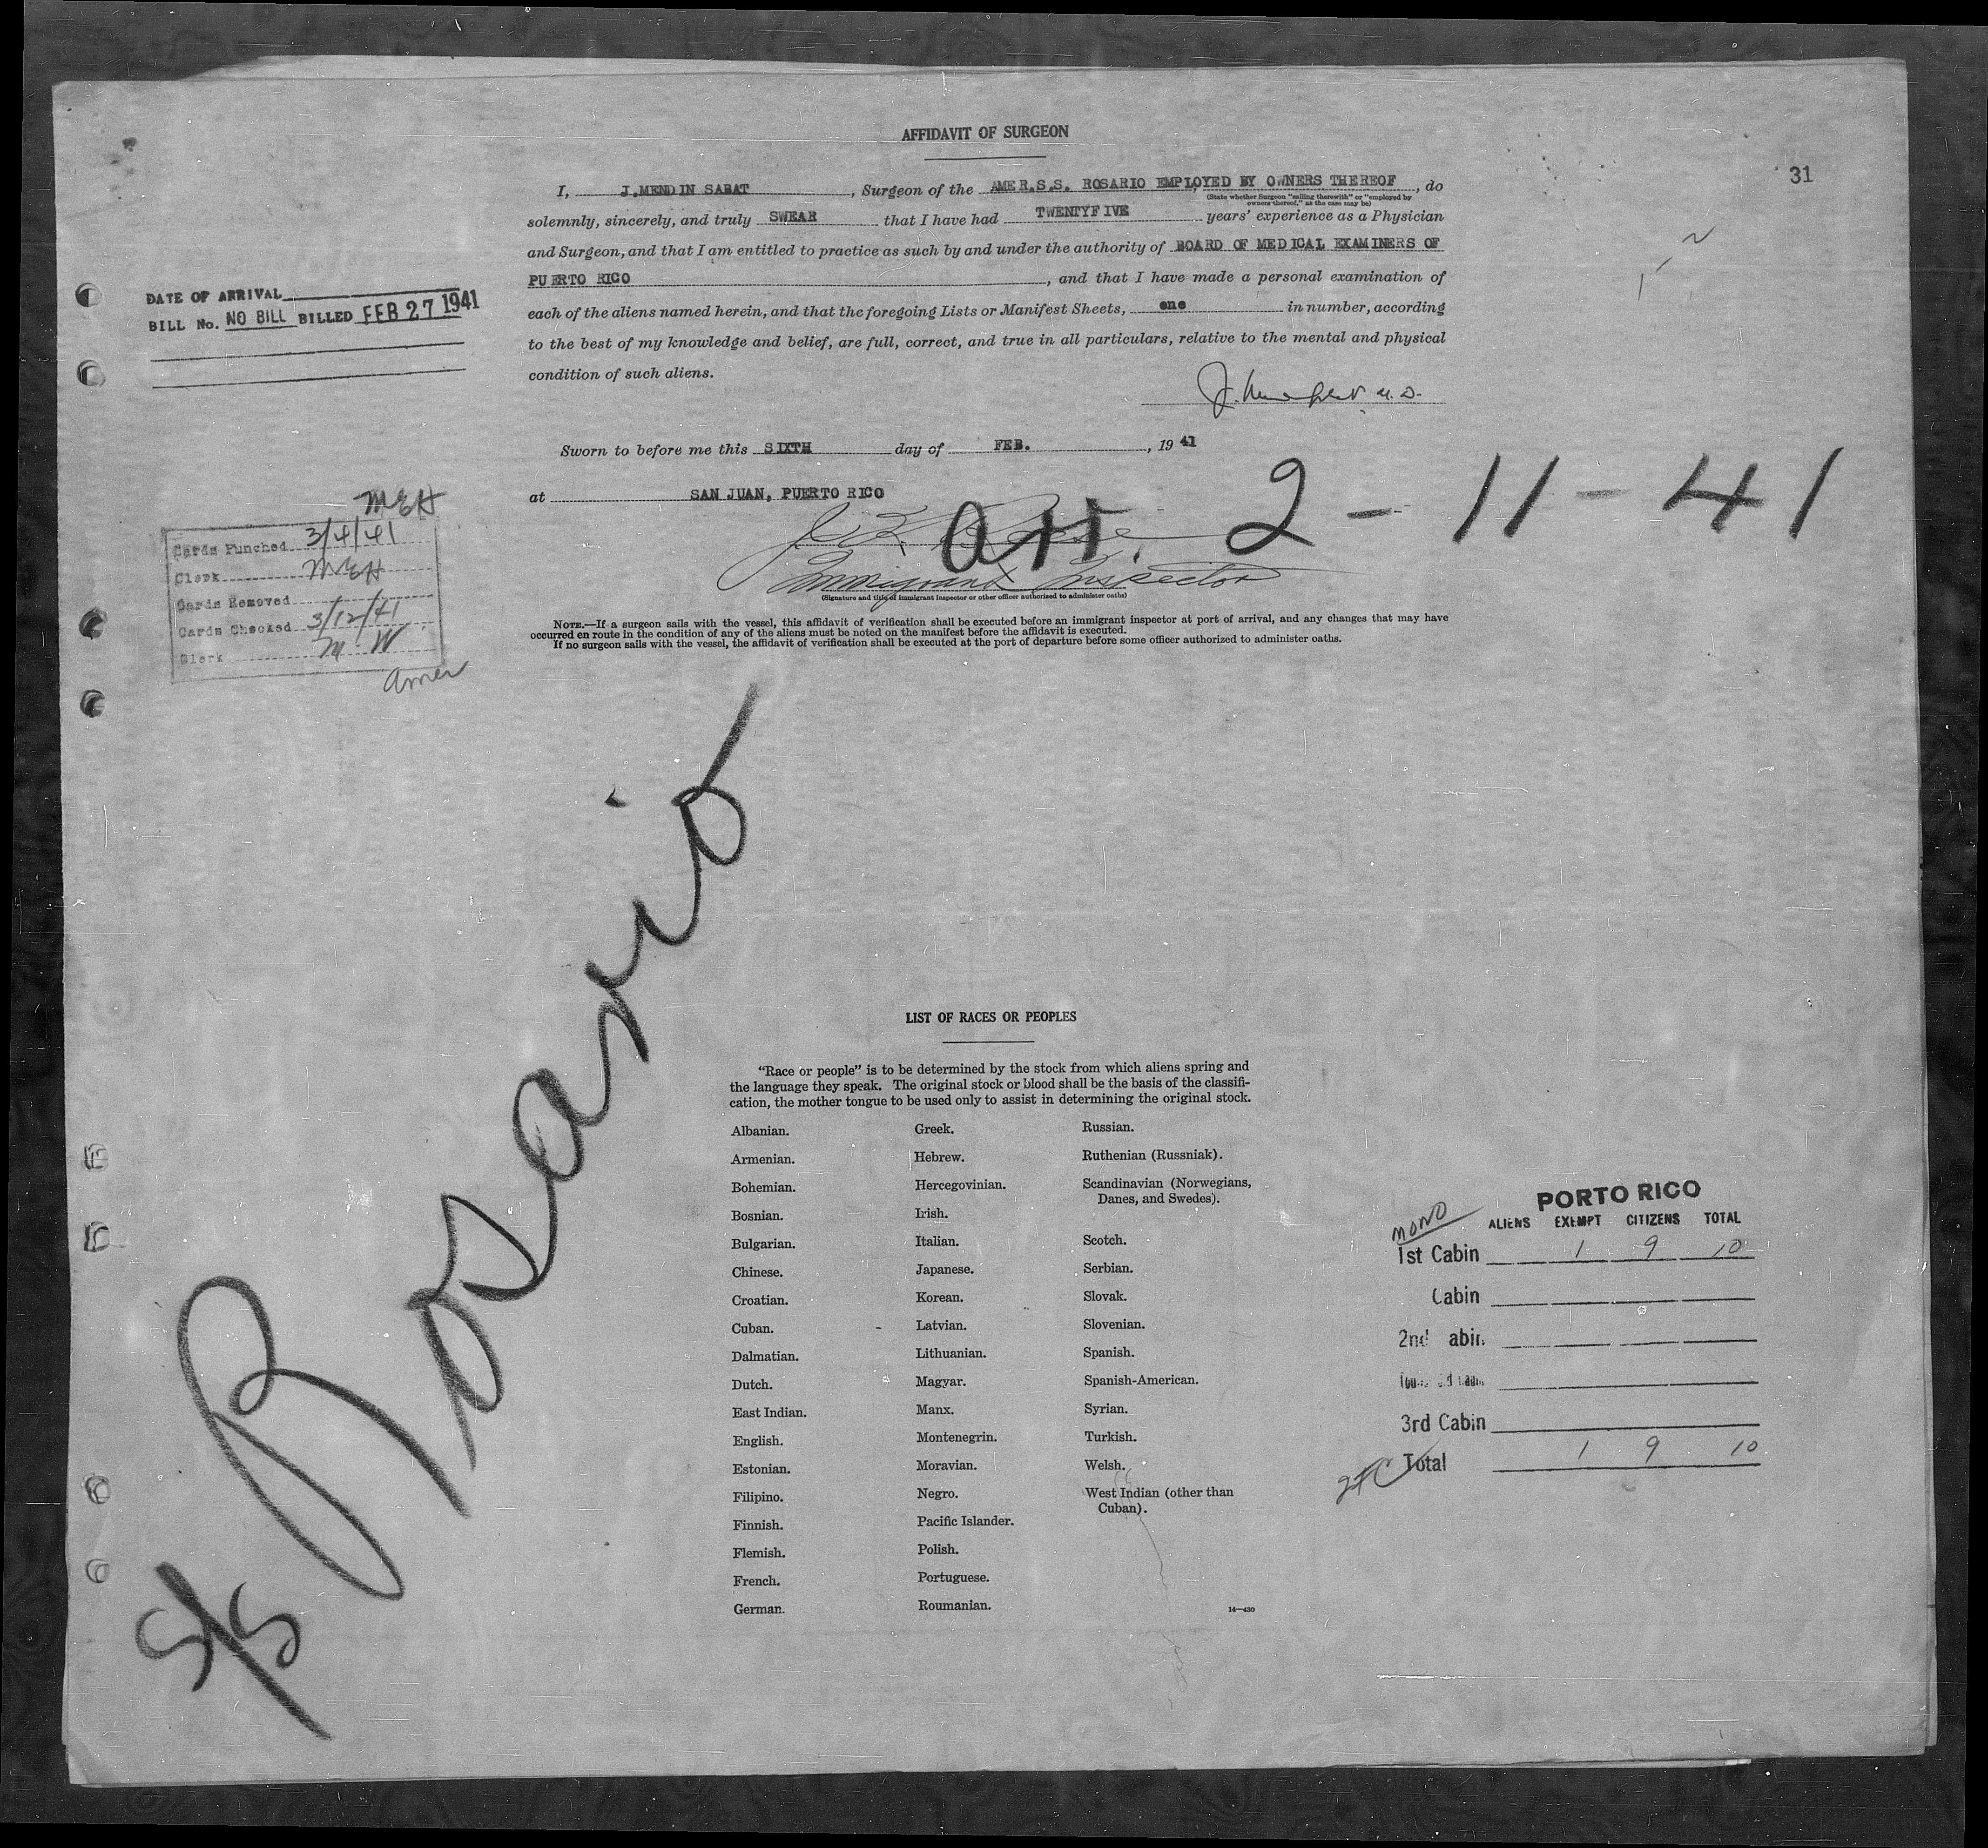 AFFIDAVIT OF SURGEON
31
I, J.MENDIN SABAT, Surgeon of the AMER.S.S. ROSARIO EMPLOYED BY OWNERS THEREOF, do
(State whether Surgeon "sailing therewith" or "employed by
owners thereof," as the case may be)
solemnly, sincerely, and truly SWEAR that I have had TWENTYFIVE years' experience as a Physician
and Surgeon, and that I am entitled to practice as such by and under the authority of BOARD OF MEDICAL EXAMINERS OF
PUERTO RICO, and that I have made a personal examination of
each of the aliens named herein, and that the foregoing Lists or Manifest Sheets, one in number, according
to the best of my knowledge and belief, are full, correct, and true in all particulars, relative to the mental and physical
condition of such aliens.
M.D.
DATE OF ARRIVAL
BILL No. NO BILL BILLED FEB 27 1941
Sworn to before me this SIXTH day of FEB., 19 41
at SAN JUAN, PUERTO RICO
arr. 2-11-41
Immigrant Inspector
(Signature and title of immigrant inspector or other officer authorized to administer oaths)
NOTE.—If a surgeon sails with the vessel, this affidavit of verification shall be executed before an immigrant inspector at port of arrival, and any changes that may have
occurred en route in the condition of any of the aliens must be noted on the manifest before the affidavit is executed.
If no surgeon sails with the vessel, the affidavit of verification shall be executed at the port of departure before some officer authorized to administer oaths.
MEH
Cards Punched 3/4/41
Clerk MEH
Cards Removed
Cards Checked 3/12/41
Clerk M W
Amer
S/S Rosario
LIST OF RACES OR PEOPLES
"Race or people" is to be determined by the stock from which aliens spring and
the language they speak. The original stock or blood shall be the basis of the classifi-
cation, the mother tongue to be used only to assist in determining the original stock.
Albanian.
Armenian.
Bohemian.
Bosnian.
Bulgarian.
Chinese.
Croatian.
Cuban.
Dalmatian.
Dutch.
East Indian.
English.
Estonian.
Filipino.
Finnish.
Flemish.
French.
German.
Greek.
Hebrew.
Hercegovinian.
Irish.
Italian.
Japanese.
Korean.
Latvian.
Lithuanian.
Magyar.
Manx.
Montenegrin.
Moravian.
Negro.
Pacific Islander.
Polish.
Portuguese.
Roumanian.
Russian.
Ruthenian (Russniak).
Scandinavian (Norwegians,
Danes, and Swedes).
Scotch.
Serbian.
Slovak.
Slovenian.
Spanish.
Spanish-American.
Syrian.
Turkish.
Welsh.
West Indian (other than
Cuban).
14—430
PORTO RICO
MONO
ALIENS EXEMPT CITIZENS TOTAL
1st Cabin 1 9 10
Cabin
2nd abin
3rd Cabin
Total 1 9 10